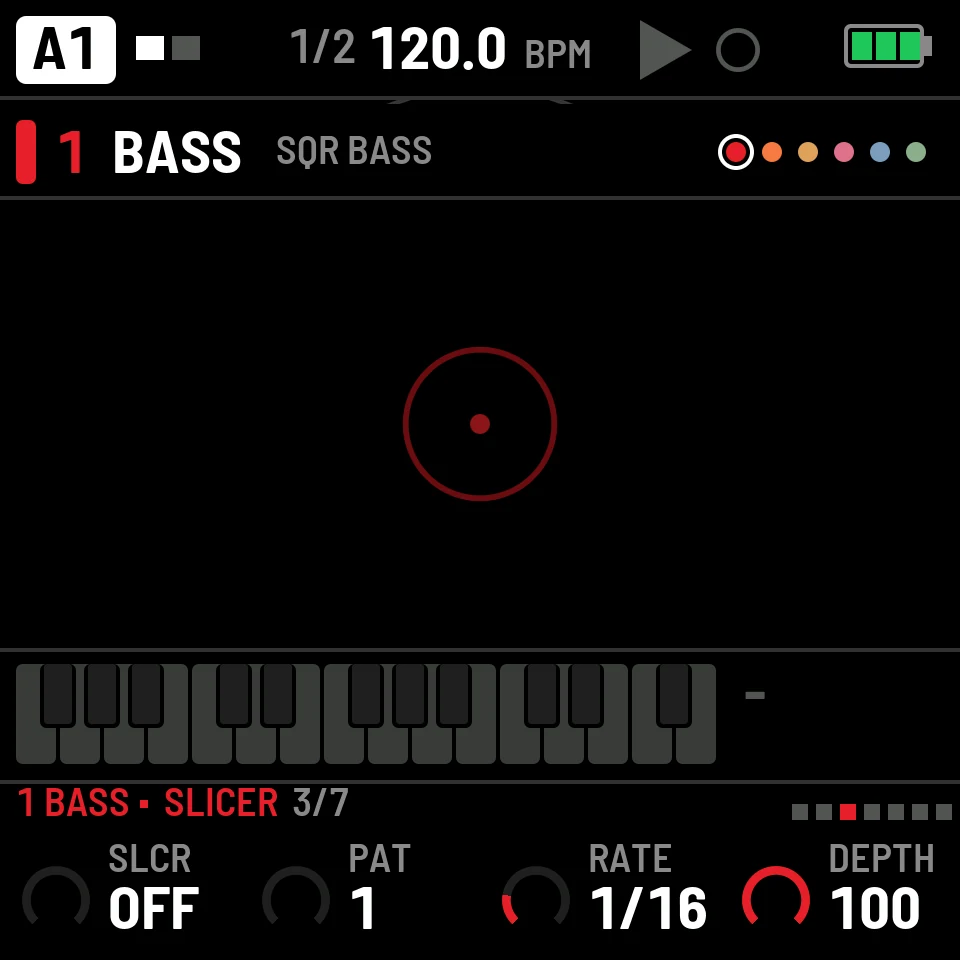 A1 1/2 120.0 BPM
1 BASS SQR BASS
-
1 BASS ▪ SLICER 3/7
SLCR PAT RATE DEPTH
OFF 1 1/16 100